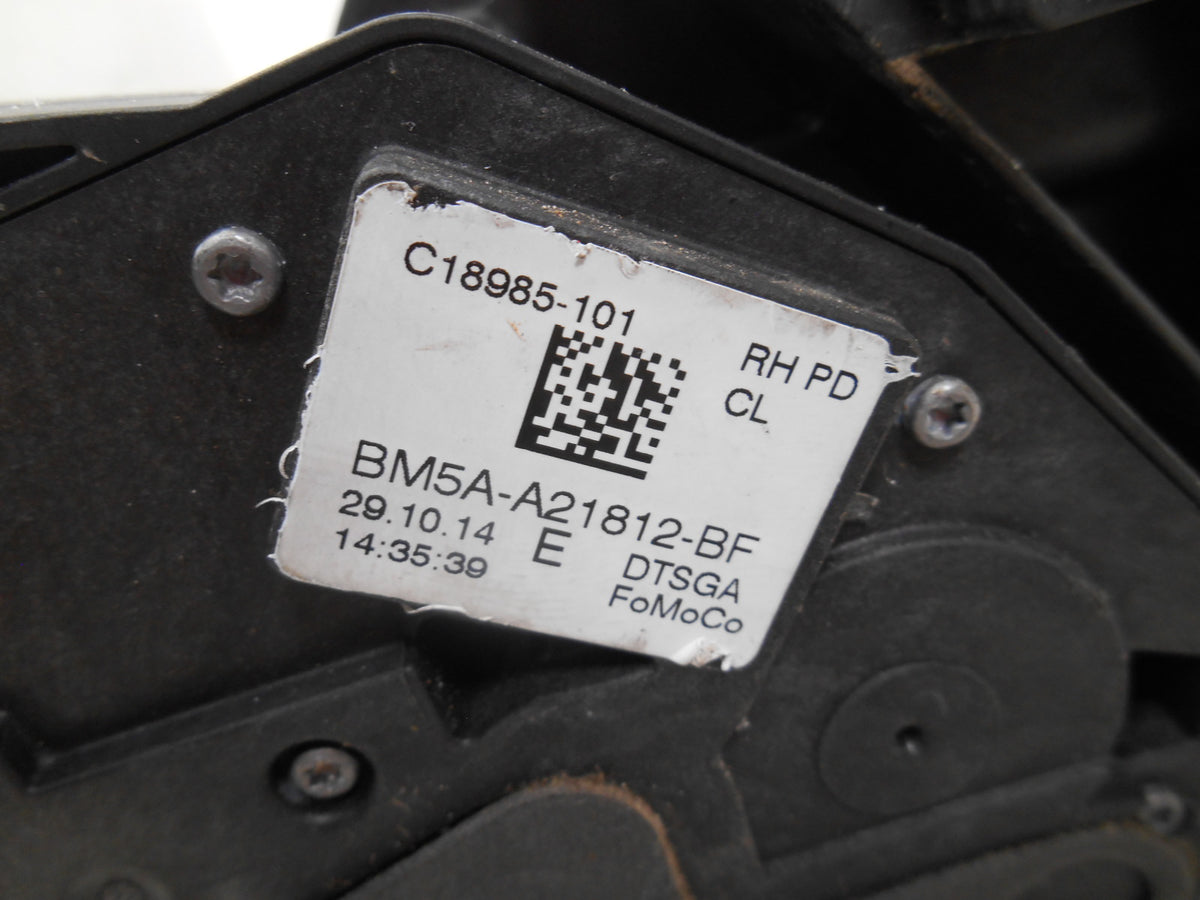 C18985-101
RH PD
CL
BM5A-A21812-BF
29.10.14
E
DTSGA
14:35:39
FoMoCo